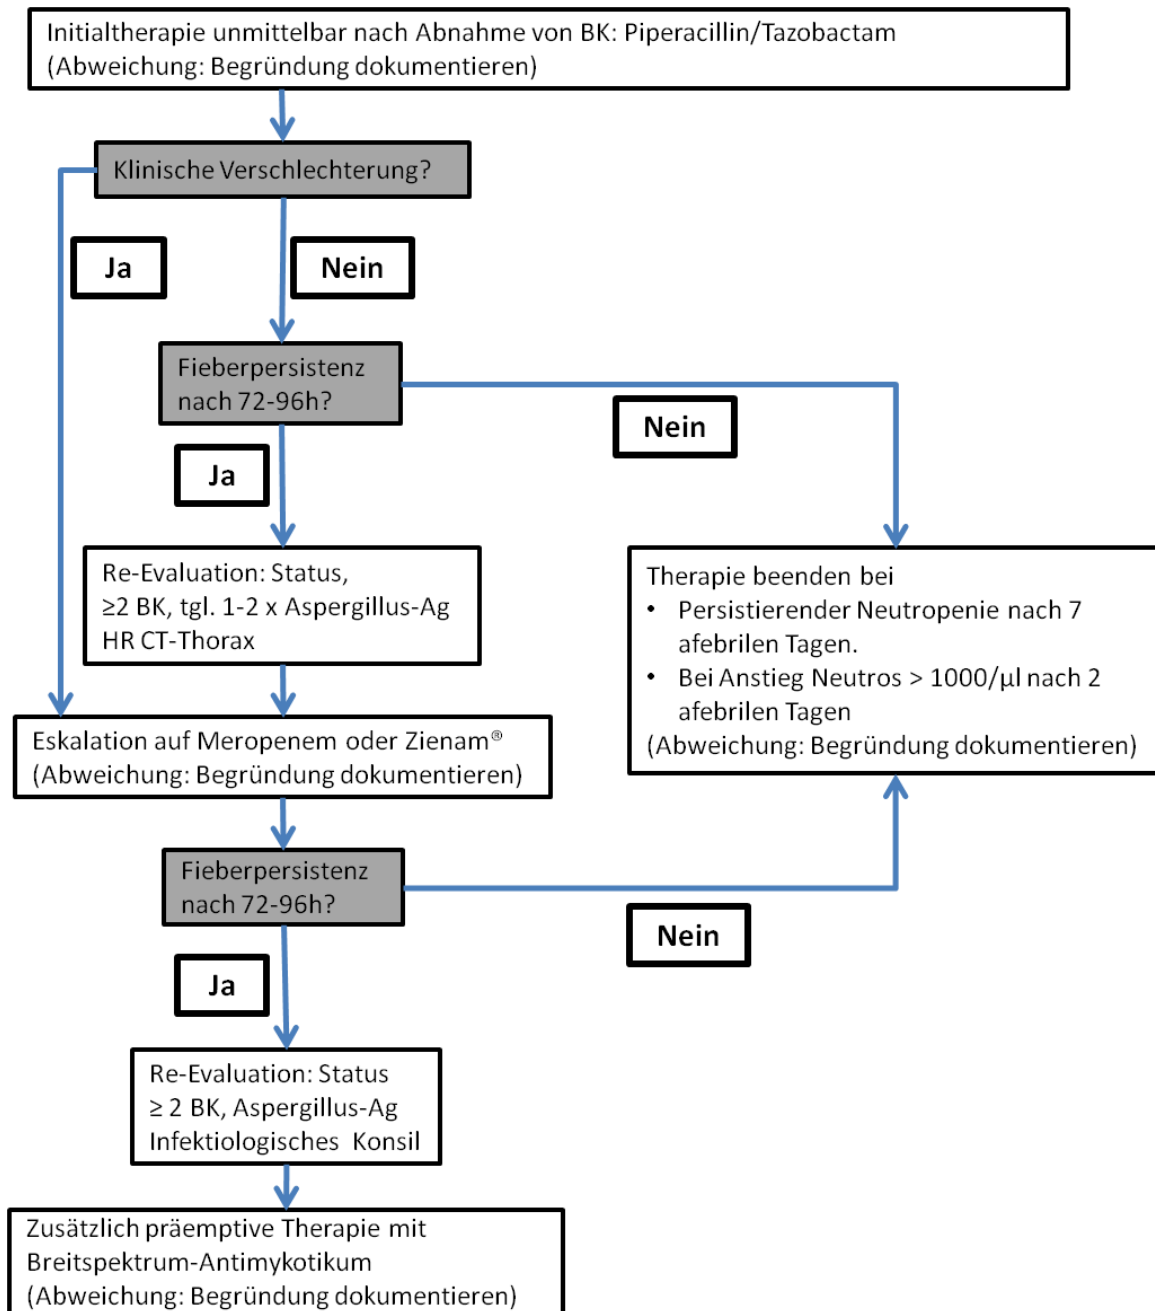 Initialtherapie unmittelbar nach Abnahme von BK: Piperacillin/Tazobactam
(Abweichung: Begründung dokumentieren)
Klinische Verschlechterung?
Ja
Nein
Fieberpersistenz
nach 72-96h?
Nein
Ja
Re-Evaluation: Status,
≥2 BK, tgl. 1-2 x Aspergillus-Ag
HR CT-Thorax
Therapie beenden bei
• Persistierender Neutropenie nach 7
afebrilen Tagen.
• Bei Anstieg Neutros > 1000/µl nach 2
afebrilen Tagen
(Abweichung: Begründung dokumentieren)
Eskalation auf Meropenem oder Zienam®
(Abweichung: Begründung dokumentieren)
Fieberpersistenz
nach 72-96h?
Nein
Ja
Re-Evaluation: Status
≥ 2 BK, Aspergillus-Ag
Infektiologisches Konsil
Zusätzlich präemptive Therapie mit
Breitspektrum-Antimykotikum
(Abweichung: Begründung dokumentieren)